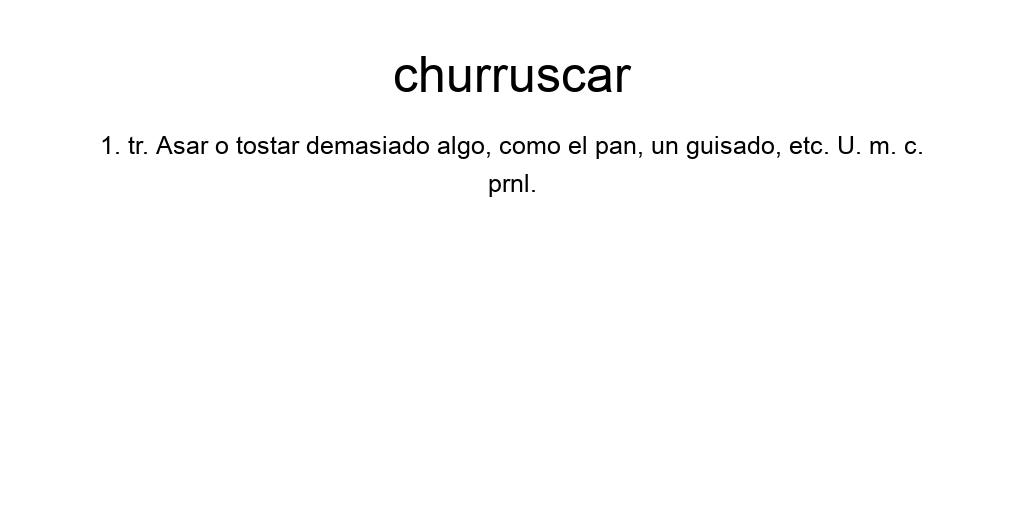 churruscar
1. tr. Asar o tostar demasiado algo, como el pan, un guisado, etc. U. m. c.
prnl.